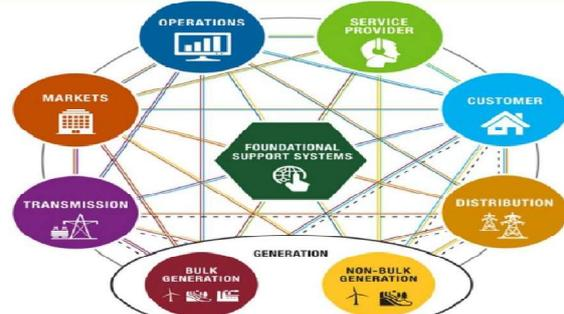 OPERATIONS
SERVICE
PROVIDER
MARKETS
CUSTOMER
FOUNDATIONAL
SUPPORT SYSTEMS
TRANSMISSION
DISTRIBUTION
GENERATION
BULK
GENERATION
NON-BULK
GENERATION